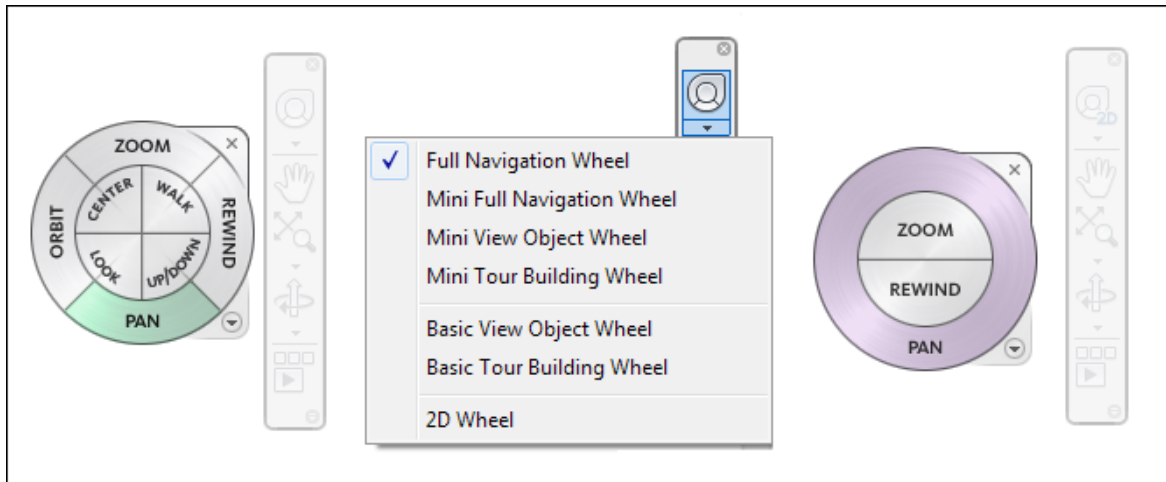 ZOOM
ORBIT
CENTER
WALK
REWIND
LOOK
UP/DOWN
PAN
Full Navigation Wheel
Mini Full Navigation Wheel
Mini View Object Wheel
Mini Tour Building Wheel
Basic View Object Wheel
Basic Tour Building Wheel
2D Wheel
ZOOM
REWIND
PAN
2D